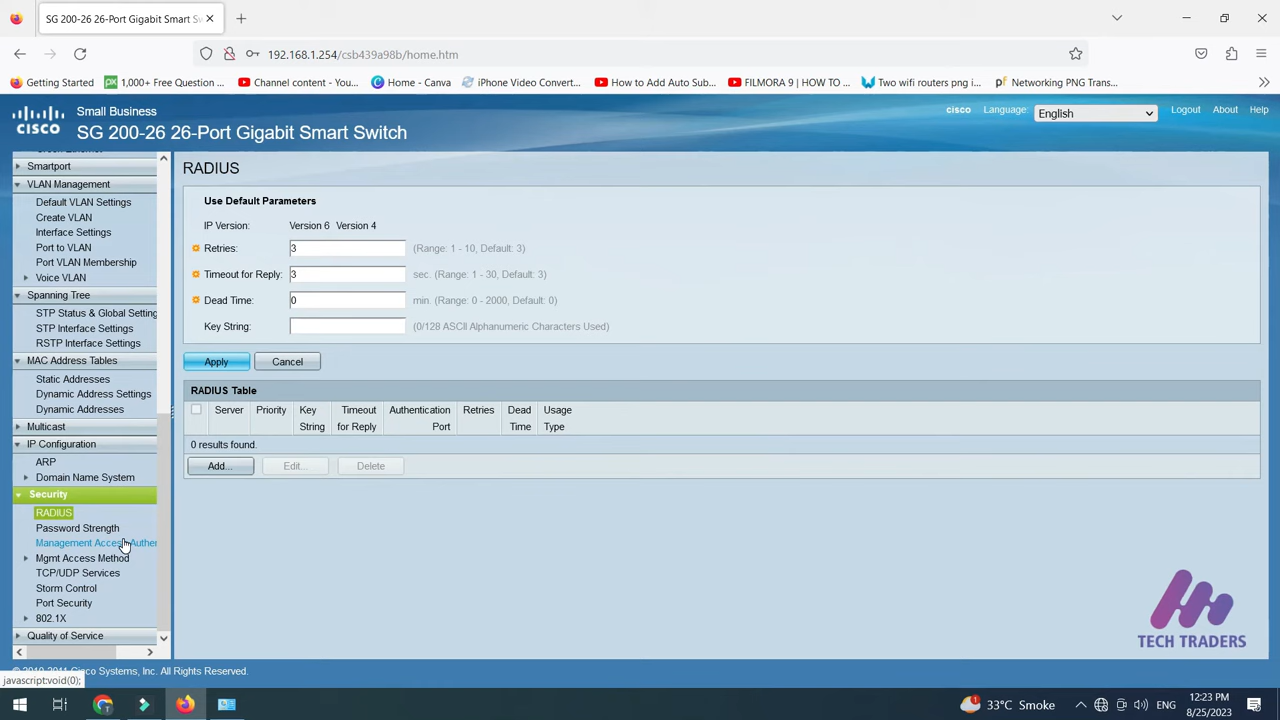 SG 200-26 26-Port Gigabit Smart Sw
192.168.1.254/csb439a98b/home.htm
Getting Started
1,000+ Free Question ...
Channel content - You...
Home - Canva
iPhone Video Convert...
How to Add Auto Sub...
FILMORA 9 | HOW TO ...
Two wifi routers png i...
Networking PNG Trans...
CISCO
Small Business
SG 200-26 26-Port Gigabit Smart Switch
cisco
Language:
English
Logout
About
Help
Smartport
VLAN Management
Default VLAN Settings
Create VLAN
Interface Settings
Port to VLAN
Port VLAN Membership
Voice VLAN
Spanning Tree
STP Status & Global Setting
STP Interface Settings
RSTP Interface Settings
MAC Address Tables
Static Addresses
Dynamic Address Settings
Dynamic Addresses
Multicast
IP Configuration
ARP
Domain Name System
Security
RADIUS
Password Strength
Management Access Authen
Mgmt Access Method
TCP/UDP Services
Storm Control
Port Security
802.1X
Quality of Service
RADIUS
Use Default Parameters
IP Version: Version 6 Version 4
Retries: 3 (Range: 1 - 10, Default: 3)
Timeout for Reply: 3 sec. (Range: 1 - 30, Default: 3)
Dead Time: 0 min. (Range: 0 - 2000, Default: 0)
Key String: (0/128 ASCII Alphanumeric Characters Used)
Apply
Cancel
RADIUS Table
Server Priority Key String Timeout for Reply Authentication Port Retries Dead Time Usage Type
0 results found.
Add...
Edit...
Delete
TECH TRADERS
© 2010-2011 Cisco Systems, Inc. All Rights Reserved.
javascript:void(0);
1
33°C Smoke
ENG
12:23 PM
8/25/2023